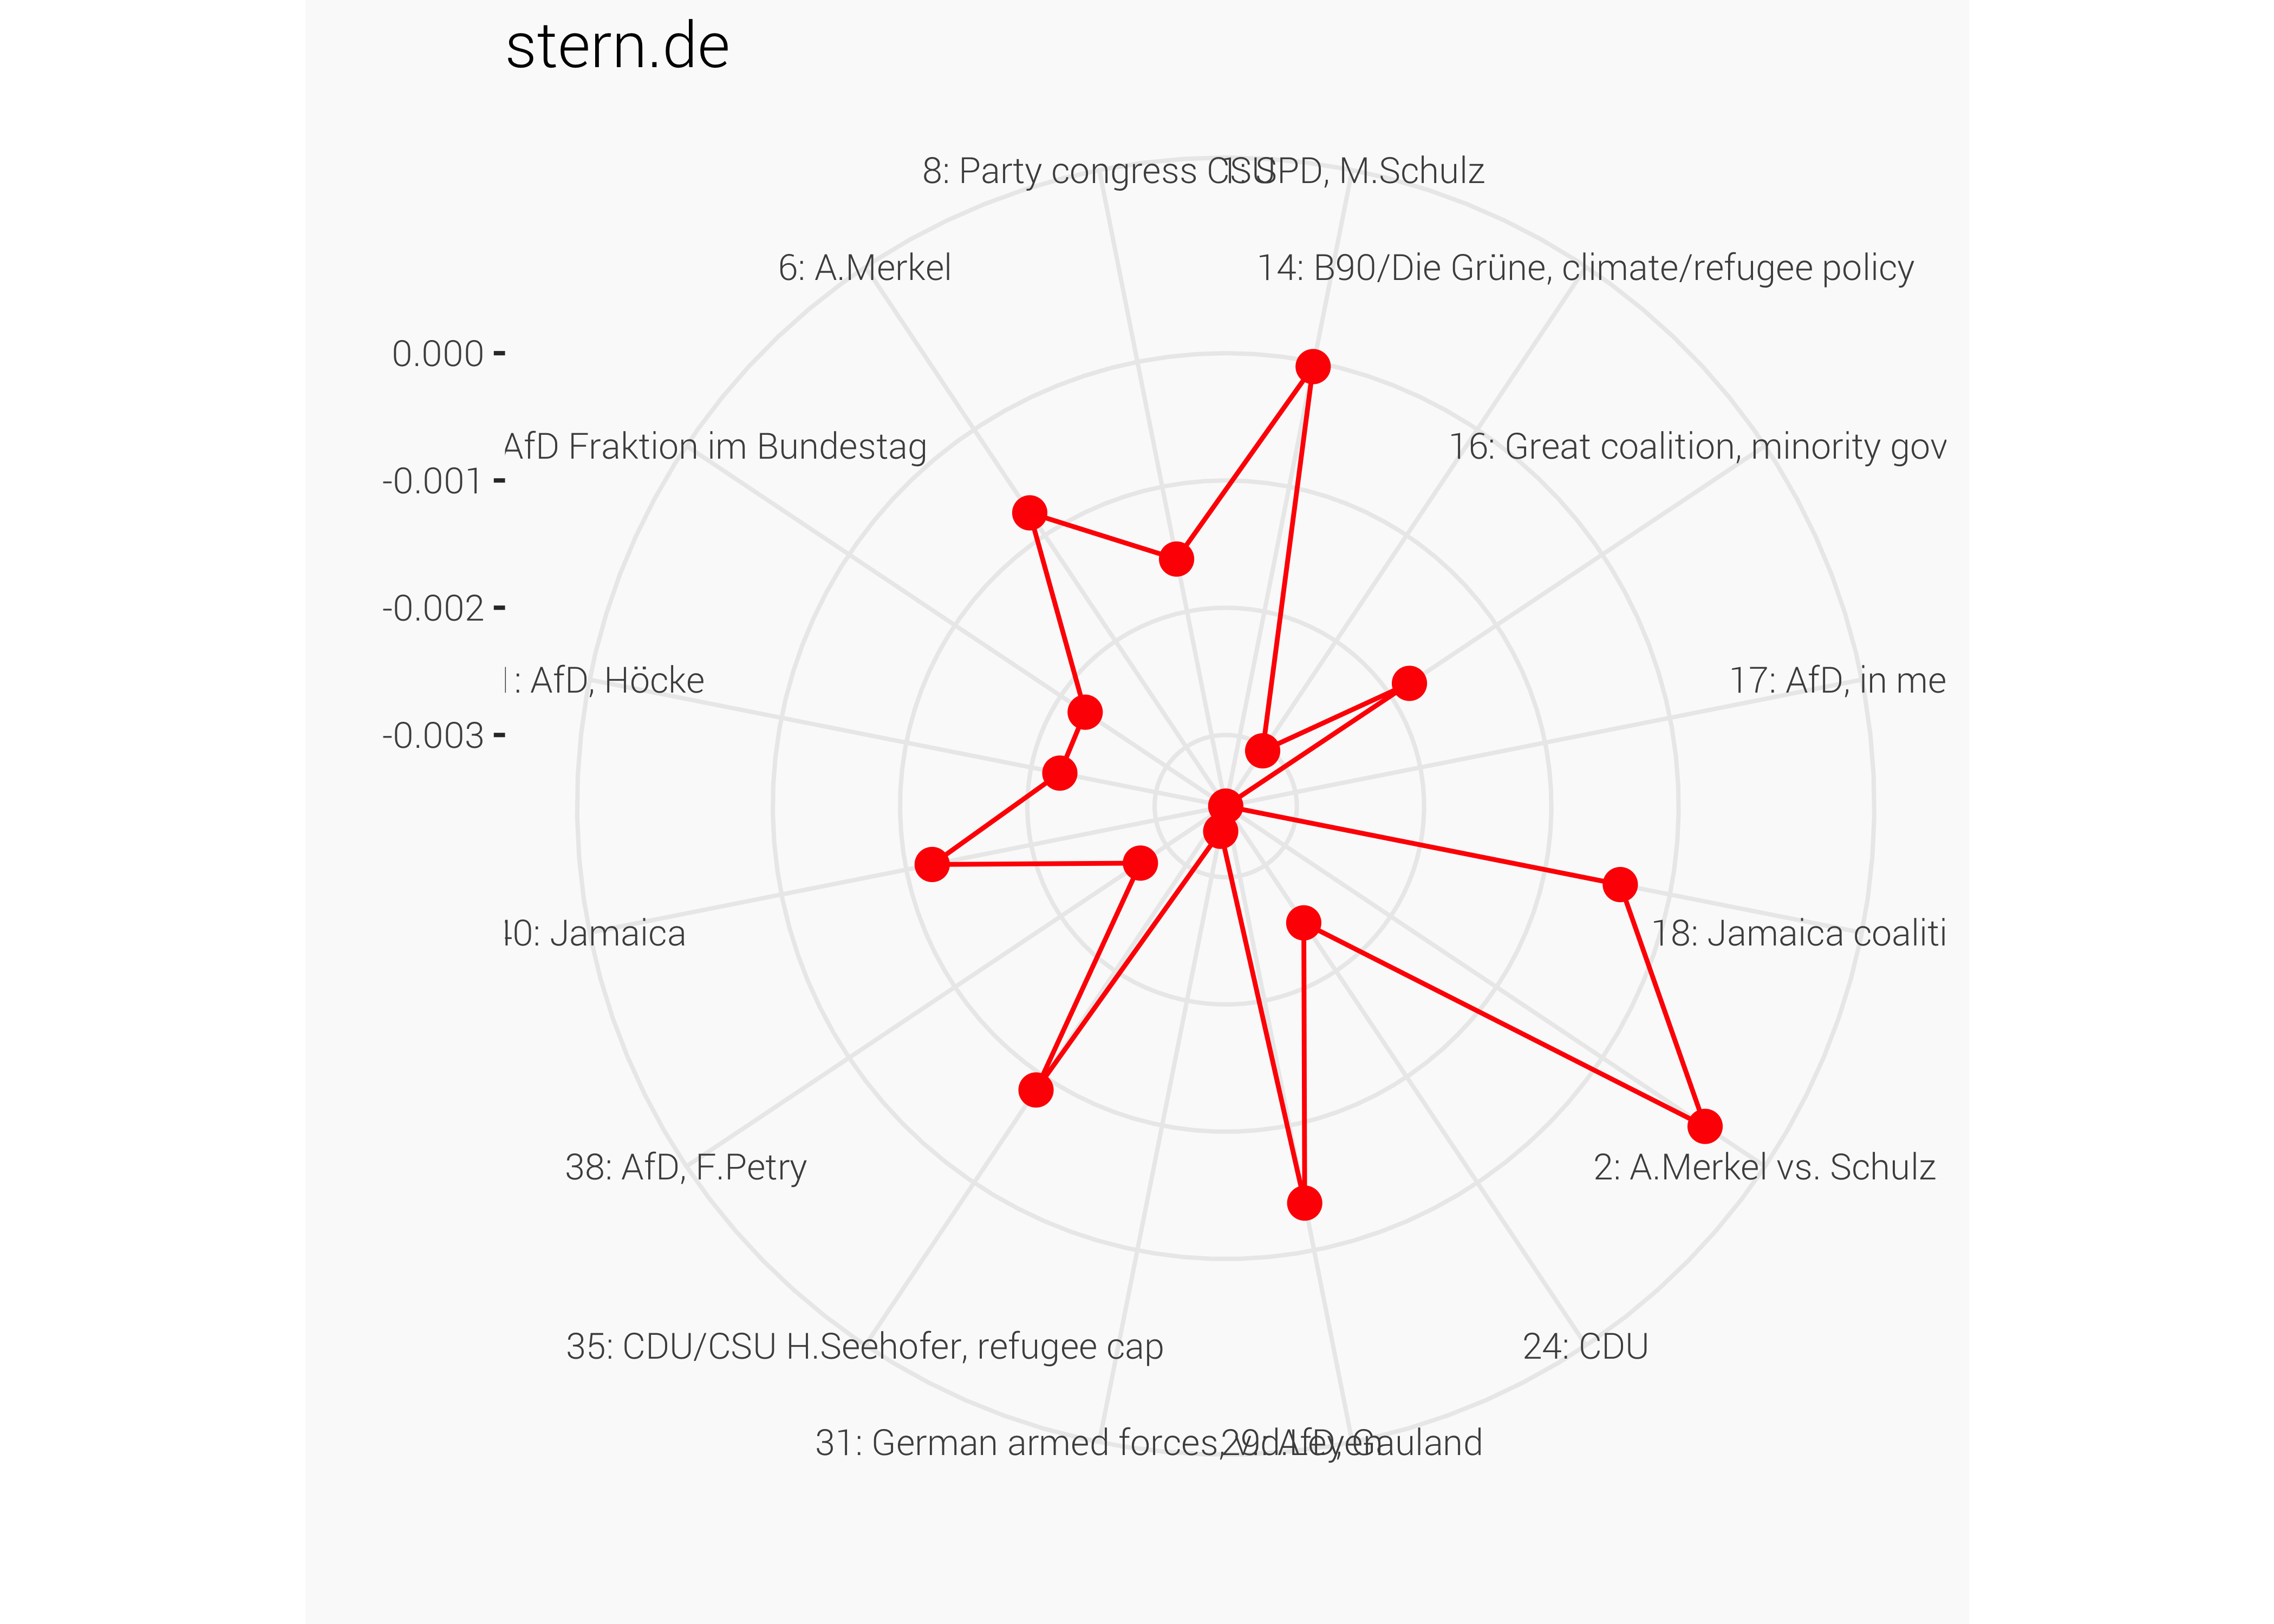 stern.de
8: Party congress CSU
1: SPD, M.Schulz
6: A.Merkel
14: B90/Die Grüne, climate/refugee policy
0.000
AfD Fraktion im Bundestag
16: Great coalition, minority gov
-0.001
-0.002
: AfD, Höcke
17: AfD, in me
-0.003
0: Jamaica
18: Jamaica coaliti
38: AfD, F.Petry
2: A.Merkel vs. Schulz
35: CDU/CSU H.Seehofer, refugee cap
24: CDU
31: German armed forces, v.d.Leyen
29: AfD, Gauland